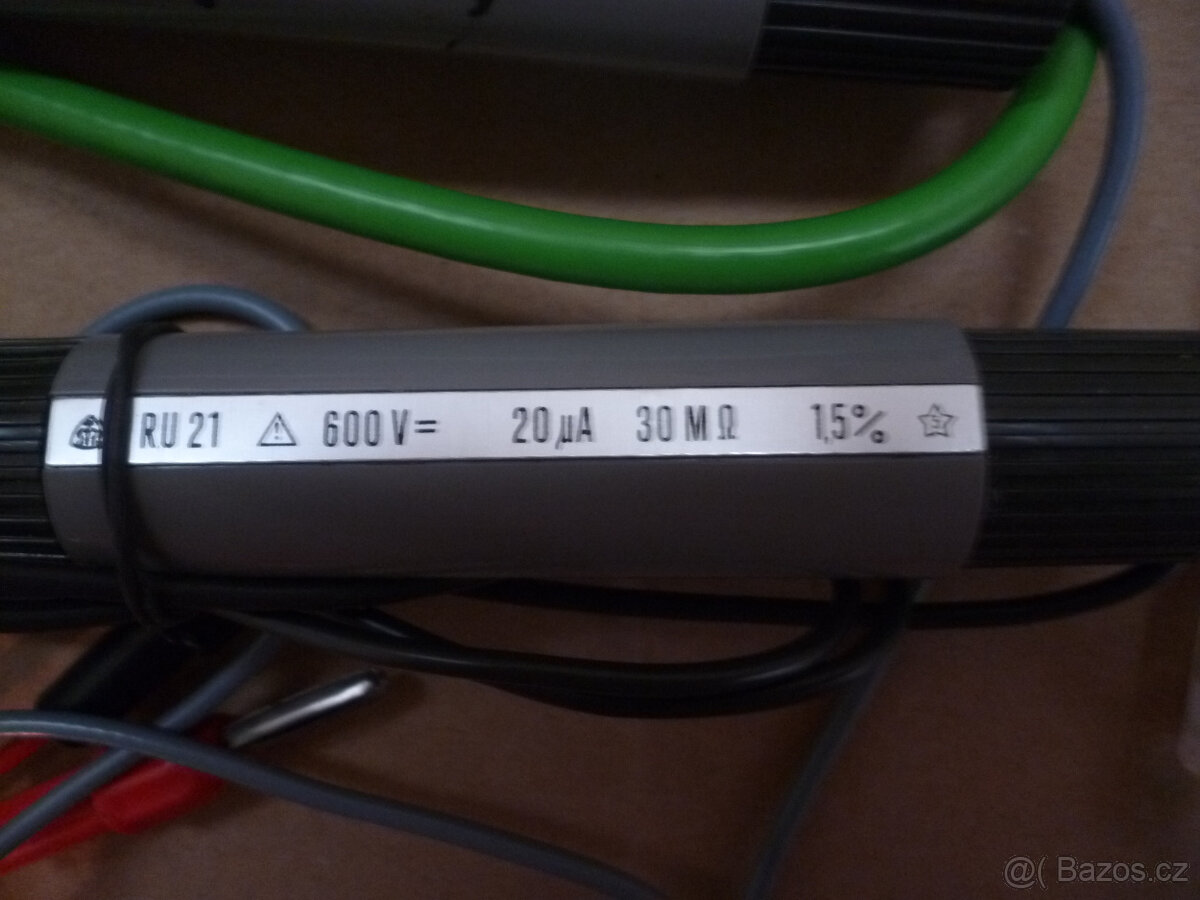 RU 21 ⚠ 600 V= 20 µA 30 MΩ 1,5%
@( Bazos.cz